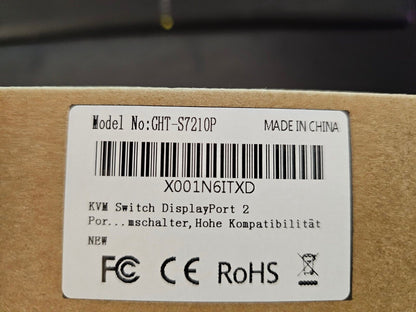 Model No:GHT-S7210P
MADE IN CHINA
X001N6ITXD
KVM Switch DisplayPort 2
Por...mschalter,Hohe Kompatibilität
NEW
FC CE RoHS